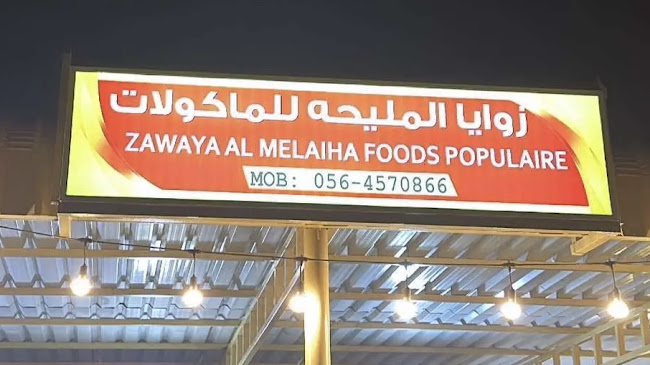 زوايا المليحه للماكولات
ZAWAYA AL MELAIHA FOODS POPULAIRE
MOB: 056-4570866